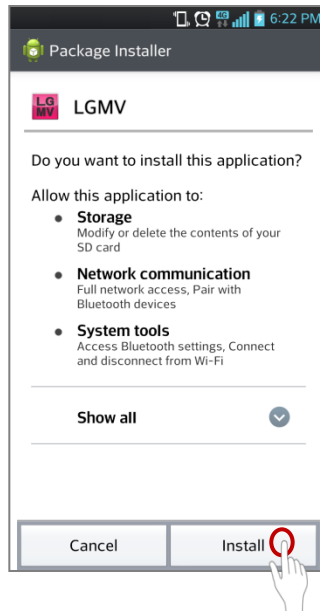 4G 6:22 PM
Package Installer
LG
MV
LGMV
Do you want to install this application?
Allow this application to:
● Storage
Modify or delete the contents of your
SD card
● Network communication
Full network access, Pair with
Bluetooth devices
● System tools
Access Bluetooth settings, Connect
and disconnect from Wi-Fi
Show all
Cancel Install